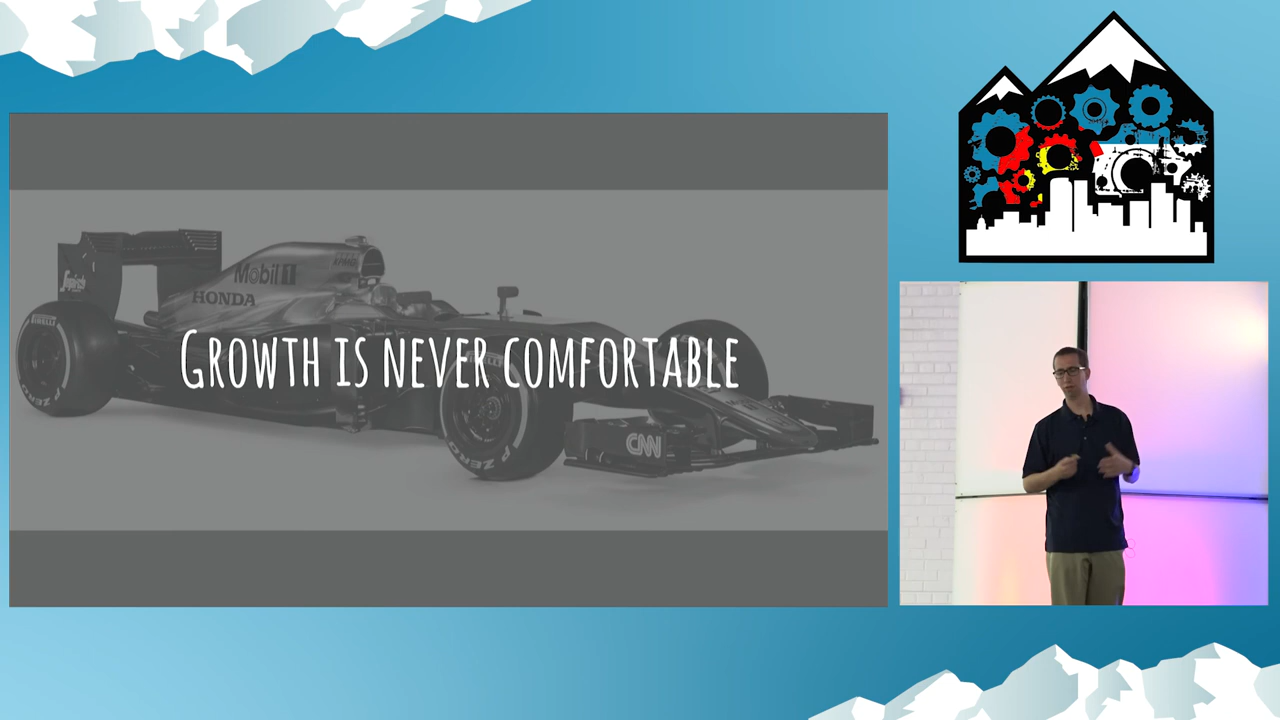 Mobil 1
HONDA
PIRELLI
GROWTH IS NEVER COMFORTABLE
CNN
P ZERO